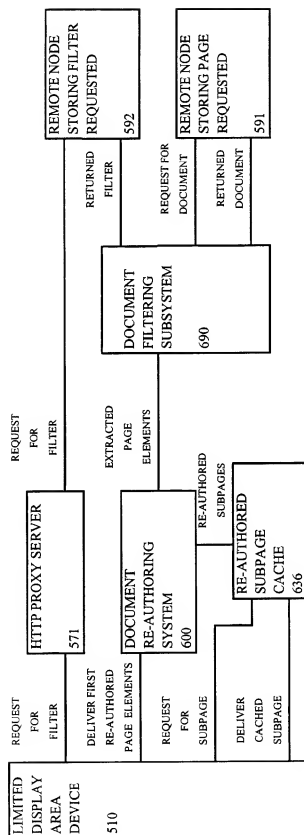 LIMITED
DISPLAY
AREA
DEVICE
510
REQUEST
FOR
FILTER
DELIVER FIRST
RE-AUTHORED
PAGE ELEMENTS
REQUEST
FOR
SUBPAGE
DELIVER
CACHED
SUBPAGE
HTTP PROXY SERVER
571
DOCUMENT
RE-AUTHORING
SYSTEM
600
RE-AUTHORED
SUBPAGES
RE-AUTHORED
SUBPAGE
CACHE
636
REQUEST
FOR
FILTER
EXTRACTED
PAGE
ELEMENTS
DOCUMENT
FILTERING
SUBSYSTEM
690
RETURNED
FILTER
REQUEST FOR
DOCUMENT
RETURNED
DOCUMENT
REMOTE NODE
STORING FILTER
REQUESTED
592
REMOTE NODE
STORING PAGE
REQUESTED
591